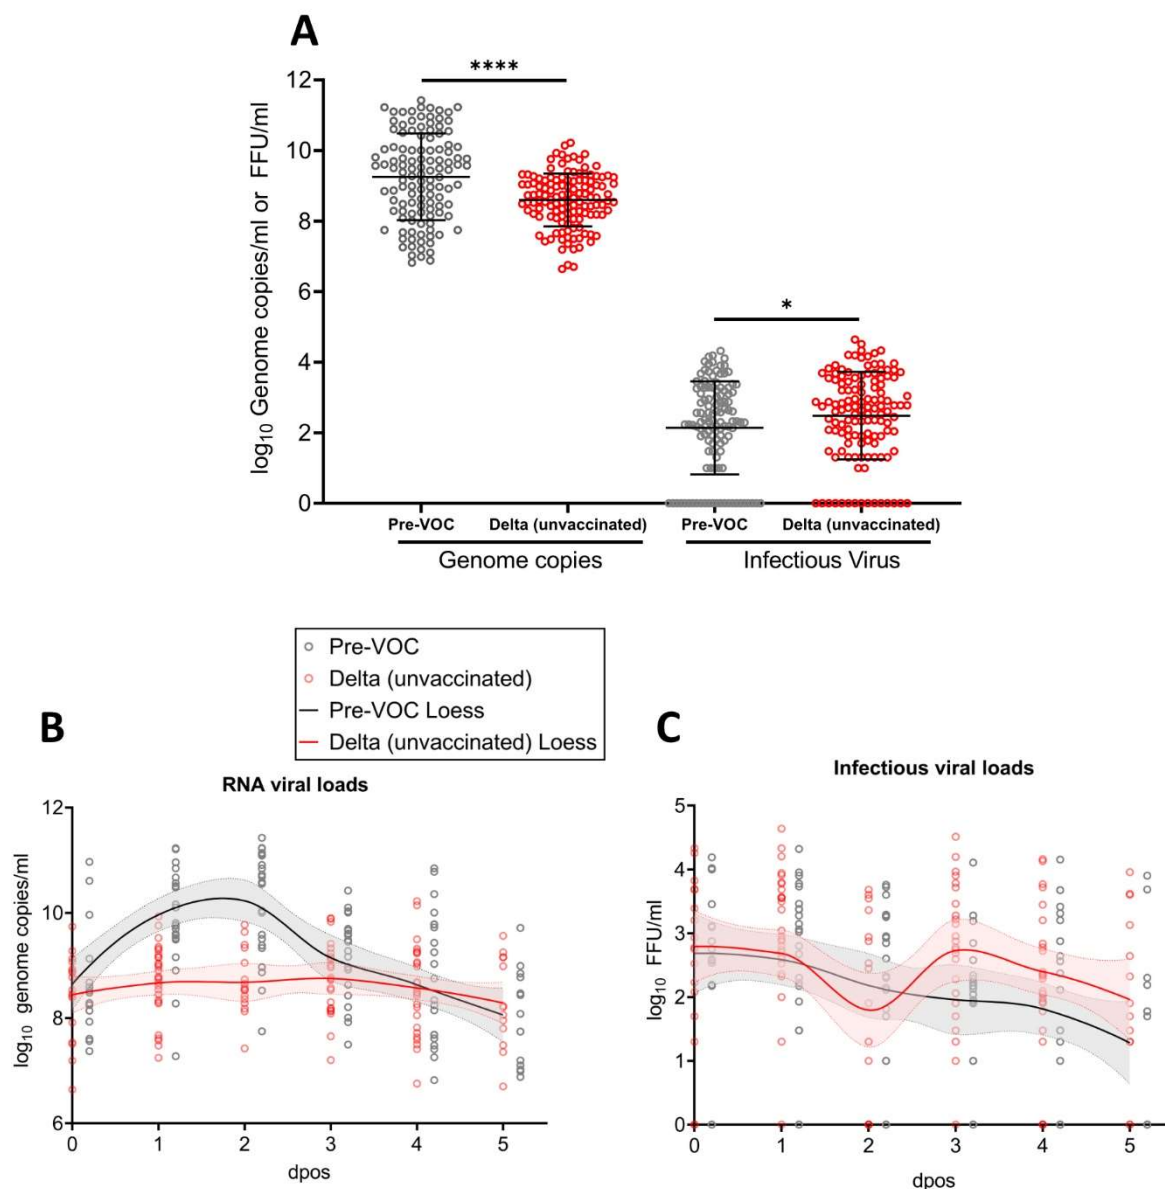 A
****
log10 Genome copies/ml or FFU/ml
12
10
8
6
4
2
0
*
Pre-VOC
Delta (unvaccinated)
Pre-VOC
Delta (unvaccinated)
Genome copies
Infectious Virus
Pre-VOC
Delta (unvaccinated)
Pre-VOC Loess
Delta (unvaccinated) Loess
B
RNA viral loads
log10 genome copies/ml
12
10
8
6
0
1
2
3
4
5
dpos
C
Infectious viral loads
log10 FFU/ml
5
4
3
2
1
0
0
1
2
3
4
5
dpos